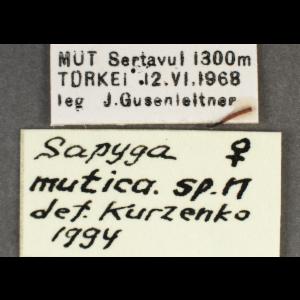 MUT Sertavul 1300m
TÜRKEI 12.VI.1968
leg J.Gusenleitner
Sapyga ♀
mutica. sp. n
det. Kurzenko
1994